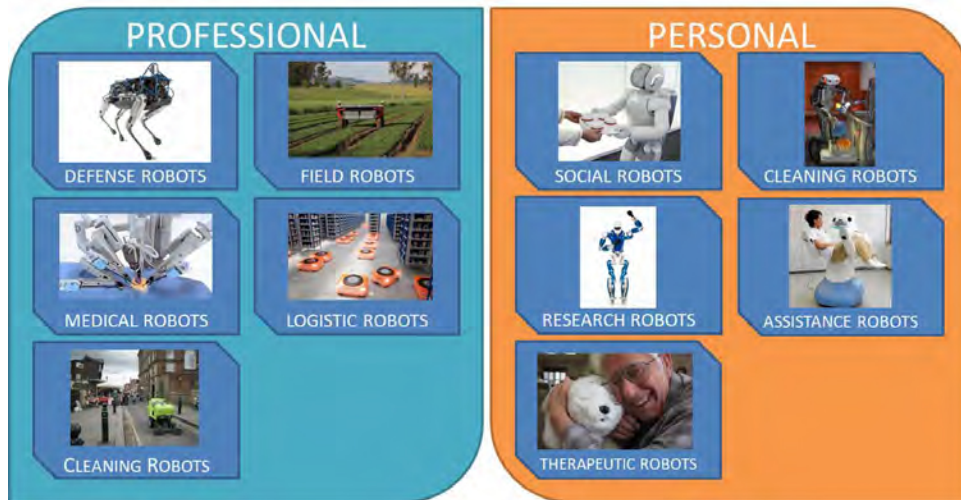 PROFESSIONAL
DEFENSE ROBOTS
FIELD ROBOTS
MEDICAL ROBOTS
LOGISTIC ROBOTS
CLEANING ROBOTS
PERSONAL
SOCIAL ROBOTS
CLEANING ROBOTS
RESEARCH ROBOTS
ASSISTANCE ROBOTS
THERAPEUTIC ROBOTS